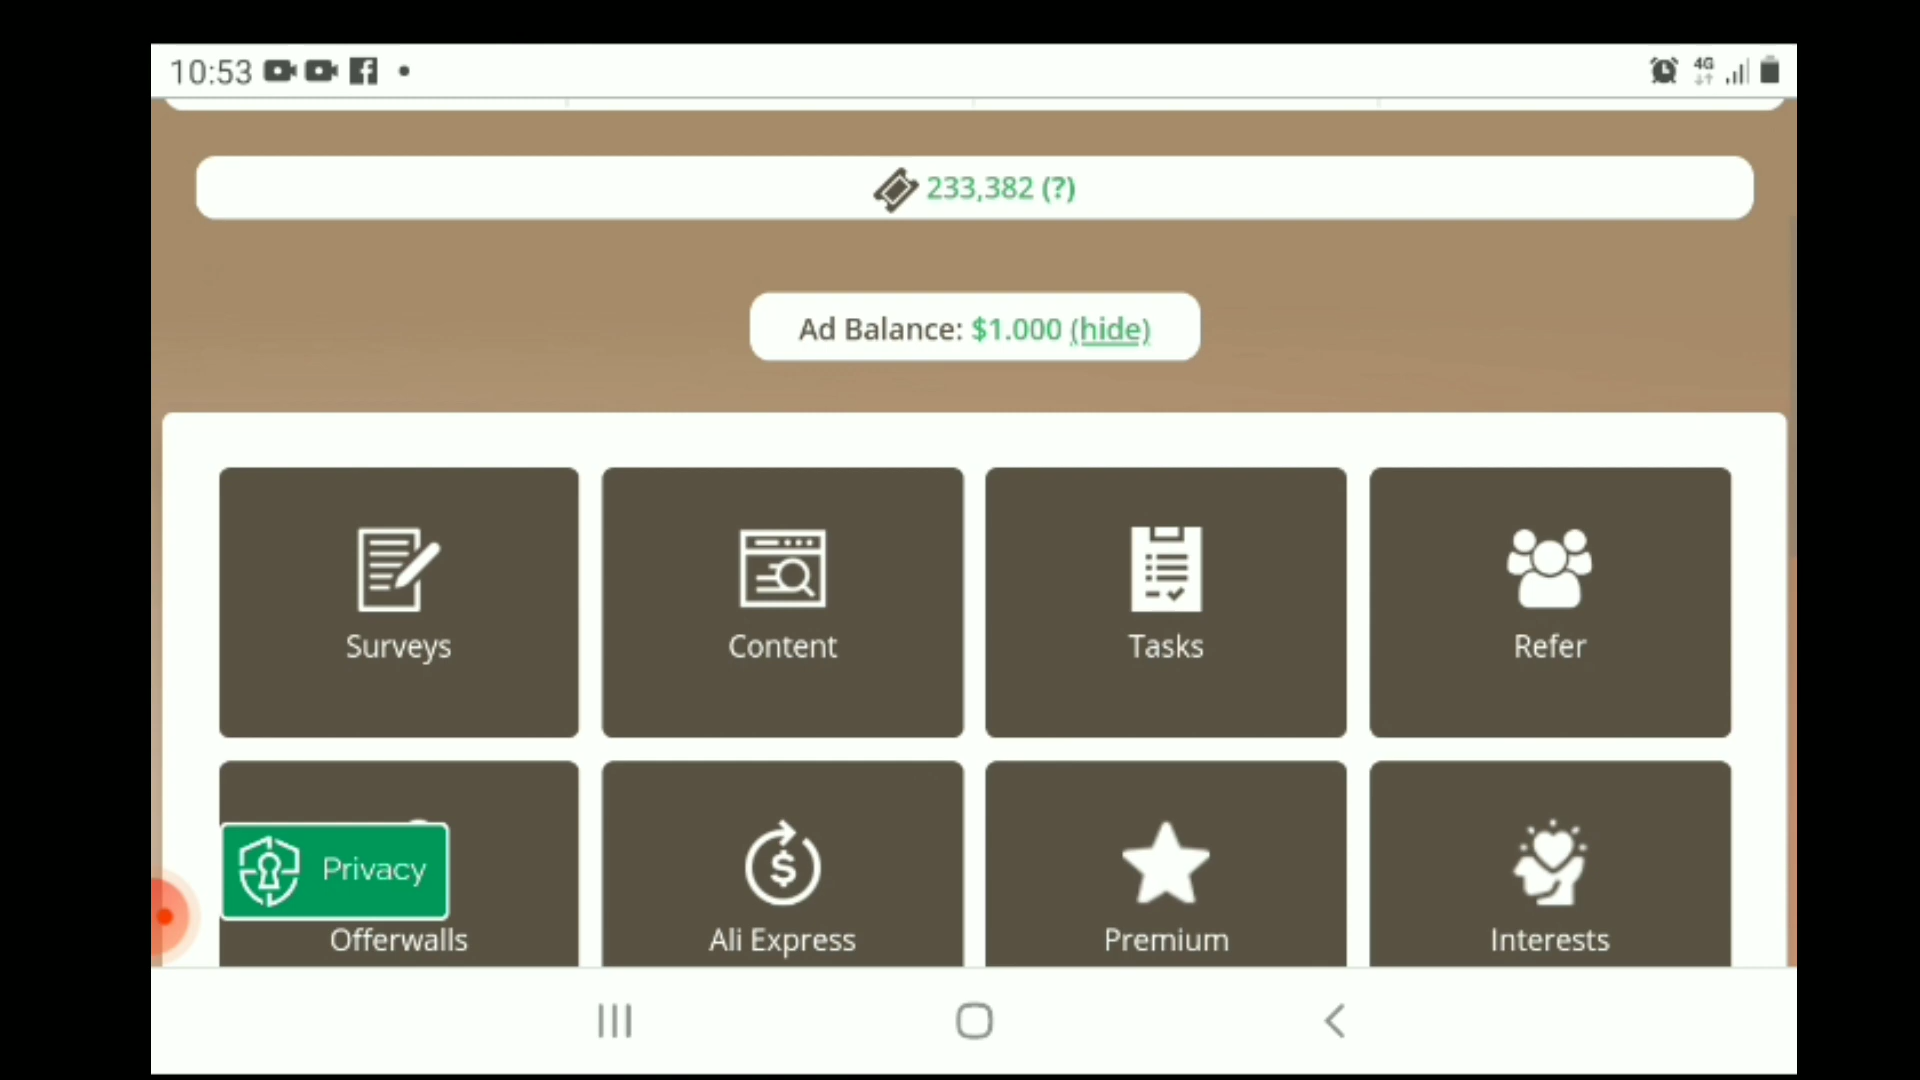 10:53
4G
233,382 (?)
Ad Balance: $1.000 (hide)
Surveys
Content
Tasks
Refer
Privacy
Offerwalls
Ali Express
Premium
Interests